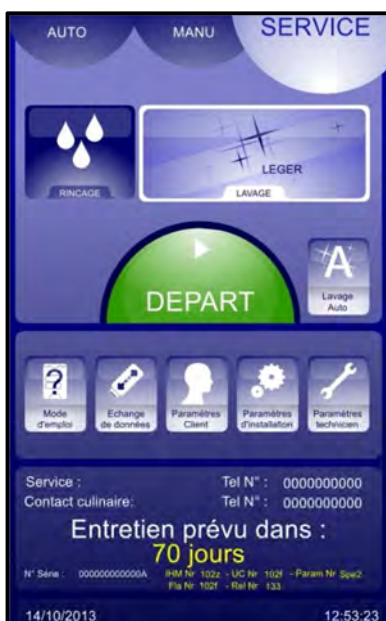 AUTO MANU SERVICE
LEGER
RINCAGE LAVAGE
DEPART
A
Lavage
Auto
?
Mode
d'emploi
Echange
de données
Paramètres
Client
Paramètres
d'installation
Paramètres
technicien
Service : Tel N° : 0000000000
Contact culinaire: Tel N° : 0000000000
Entretien prévu dans :
70 jours
N° Série : 00000000000A IHM Nr 102z - UC Nr 102f - Param Nr Spe2
Fla Nr 102f - Rel Nr 133
14/10/2013 12:53:23